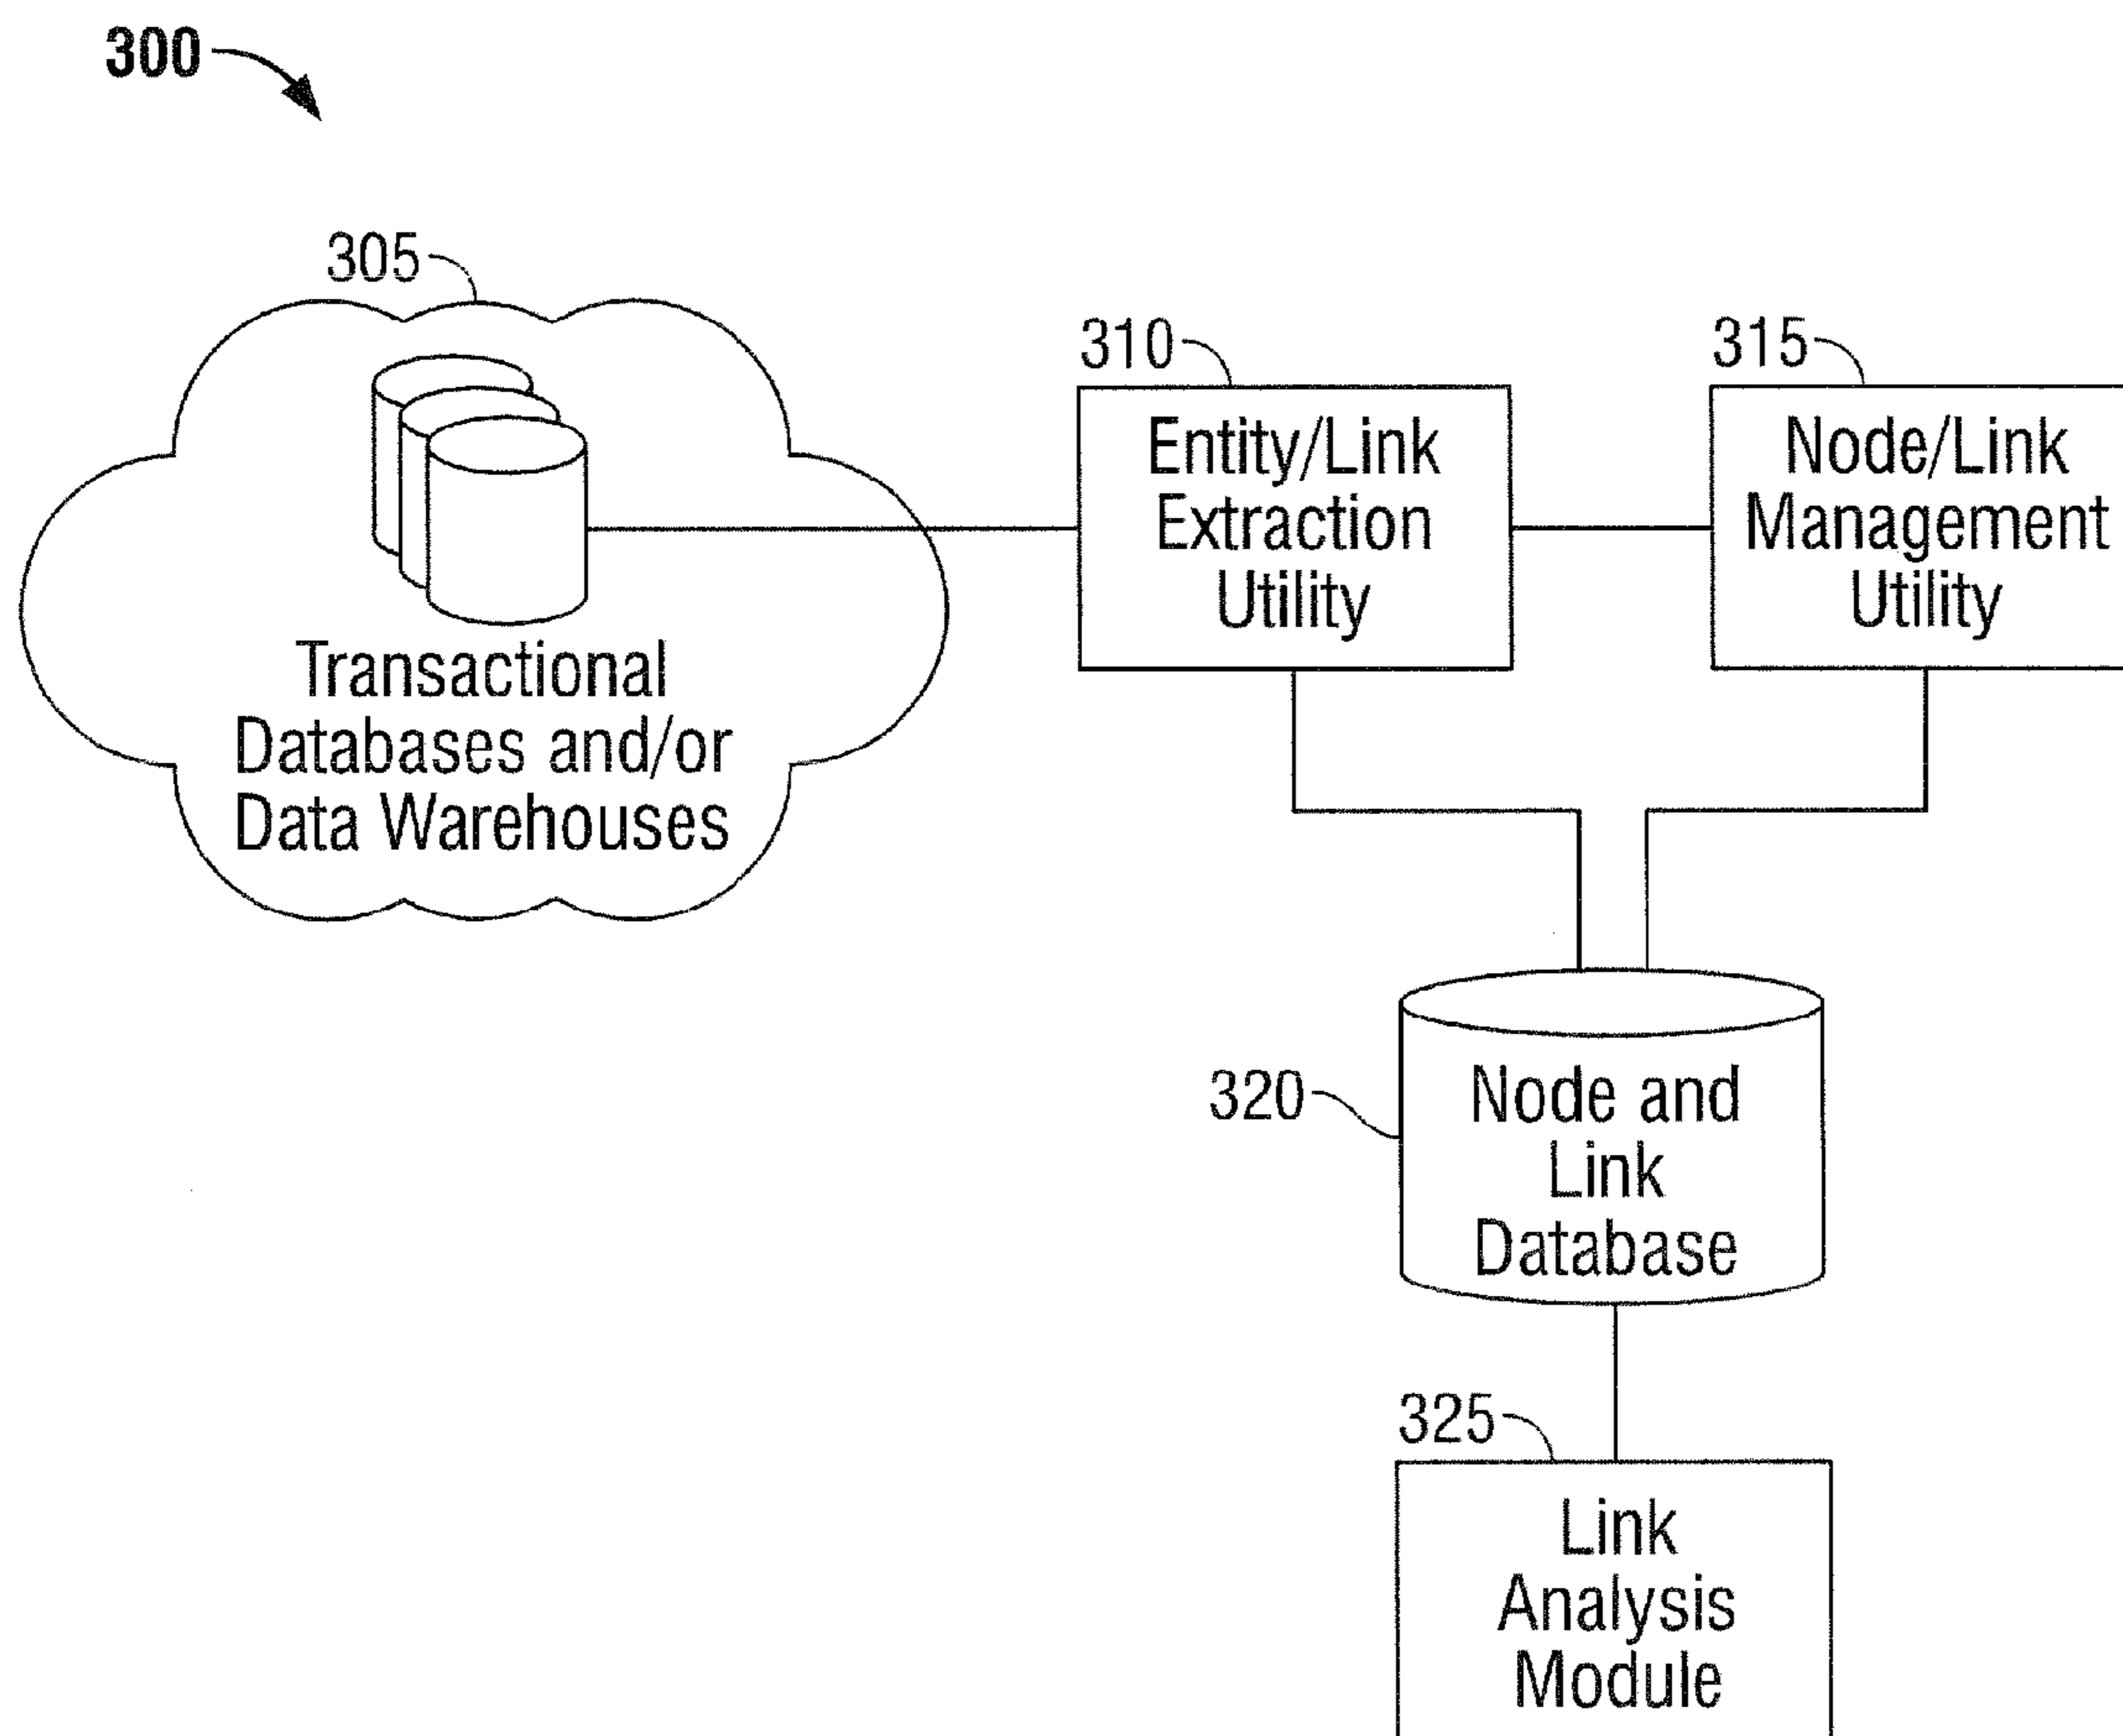 300
305
Transactional
Databases and/or
Data Warehouses
310
Entity/Link
Extraction
Utility
315
Node/Link
Management
Utility
320
Node and
Link
Database
325
Link
Analysis
Module